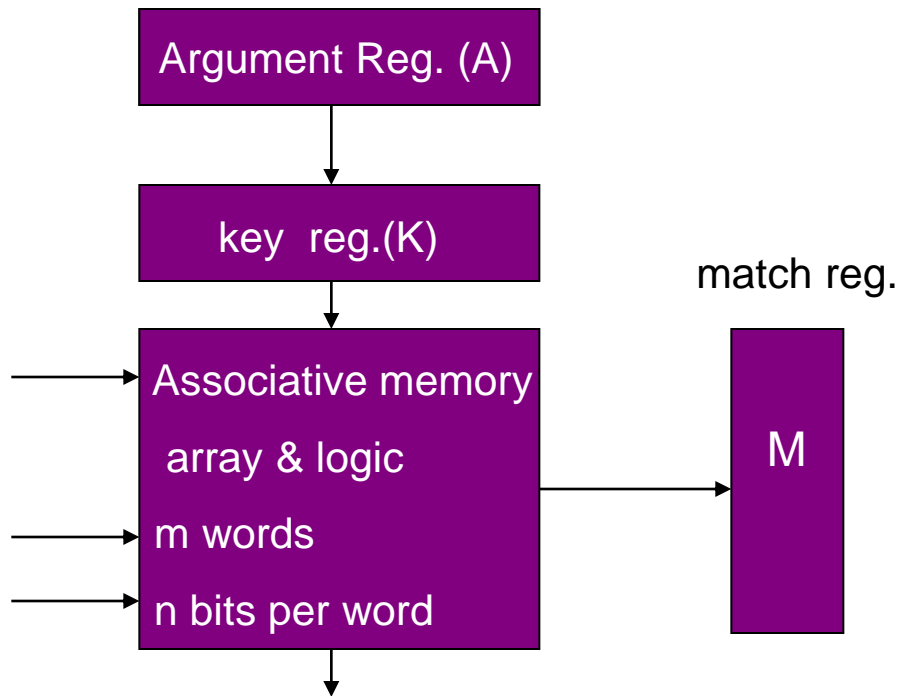 Argument Reg. (A)
key reg.(K)
match reg.
Associative memory
array & logic
m words
n bits per word
M